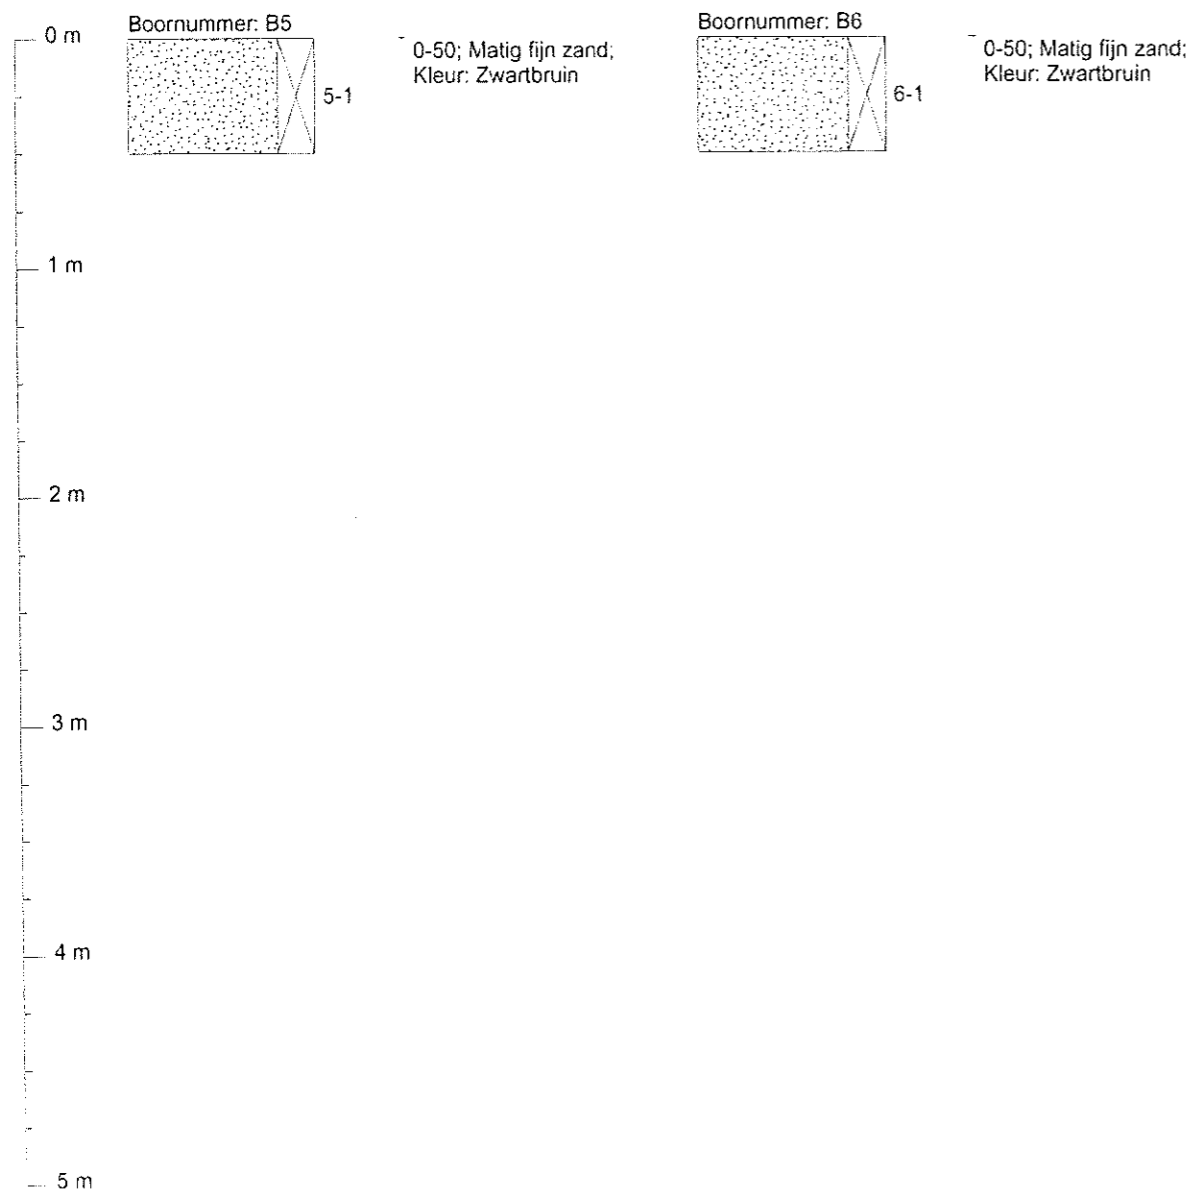 Boornummer: B5
0-50; Matig fijn zand;
Kleur: Zwartbruin
5-1
Boornummer: B6
0-50; Matig fijn zand;
Kleur: Zwartbruin
6-1
0 m
1 m
2 m
3 m
4 m
5 m